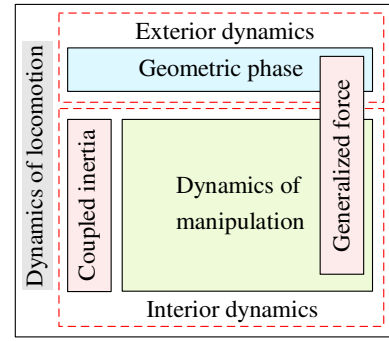 Dynamics of locomotion
Exterior dynamics
Geometric phase
Generalized force
Coupled inertia
Dynamics of
manipulation
Interior dynamics